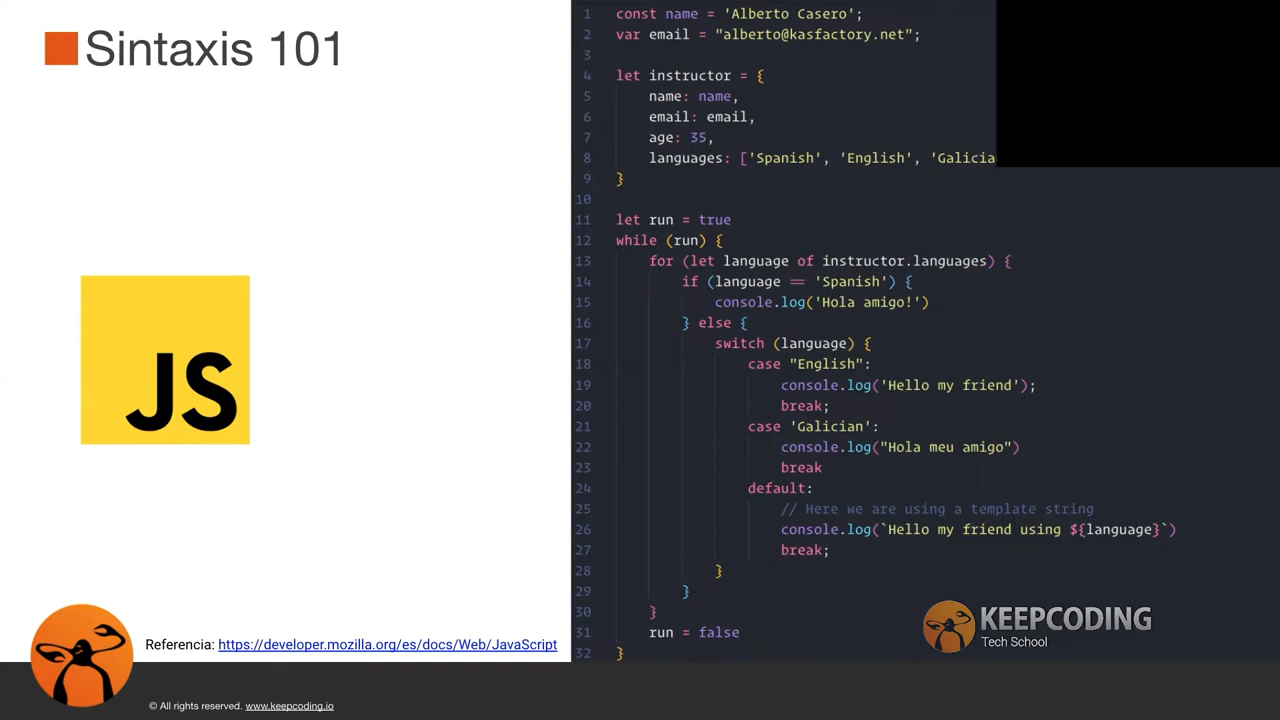 Sintaxis 101
JS
Referencia: https://developer.mozilla.org/es/docs/Web/JavaScript
1 const name = 'Alberto Casero';
2 var email = "alberto@kasfactory.net";
3
4 let instructor = {
5 name: name,
6 email: email,
7 age: 35,
8 languages: ['Spanish', 'English', 'Galicia
9 }
10
11 let run = true
12 while (run) {
13 for (let language of instructor.languages) {
14 if (language == 'Spanish') {
15 console.log('Hola amigo!')
16 } else {
17 switch (language) {
18 case "English":
19 console.log('Hello my friend');
20 break;
21 case 'Galician':
22 console.log("Hola meu amigo")
23 break
24 default:
25 // Here we are using a template string
26 console.log(`Hello my friend using ${language}`)
27 break;
28 }
29 }
30 }
31 run = false
32 }
KEEPCODING
Tech School
© All rights reserved. www.keepcoding.io